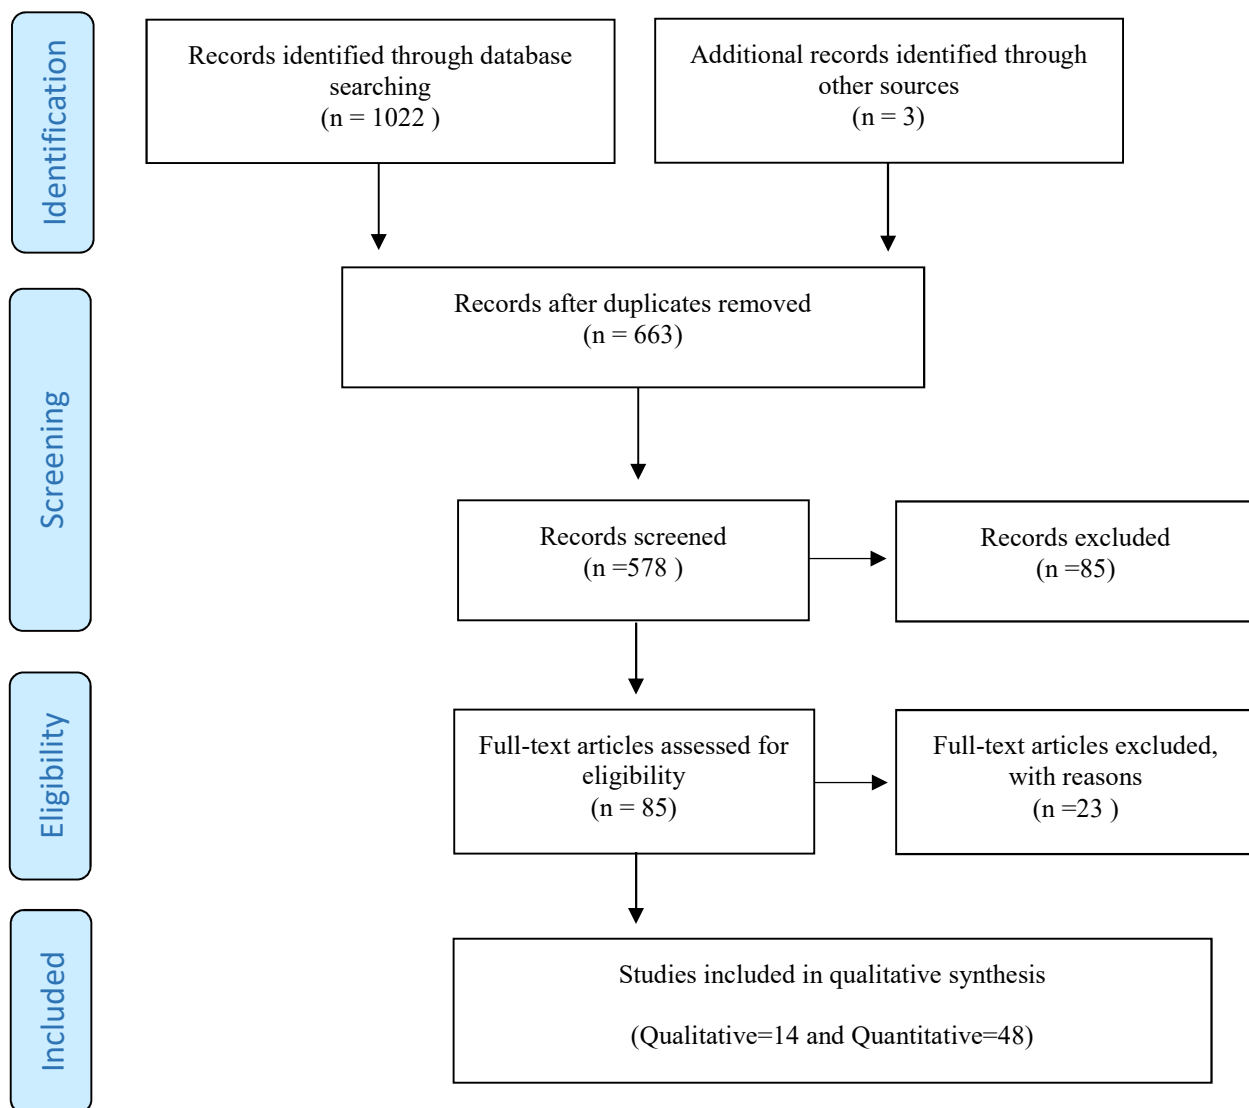 Identification
Records identified through database
searching
(n = 1022 )
Additional records identified through
other sources
(n = 3)
Screening
Records after duplicates removed
(n = 663)
Records screened
(n =578 )
Records excluded
(n =85)
Eligibility
Full-text articles assessed for
eligibility
(n = 85)
Full-text articles excluded,
with reasons
(n =23 )
Included
Studies included in qualitative synthesis
(Qualitative=14 and Quantitative=48)